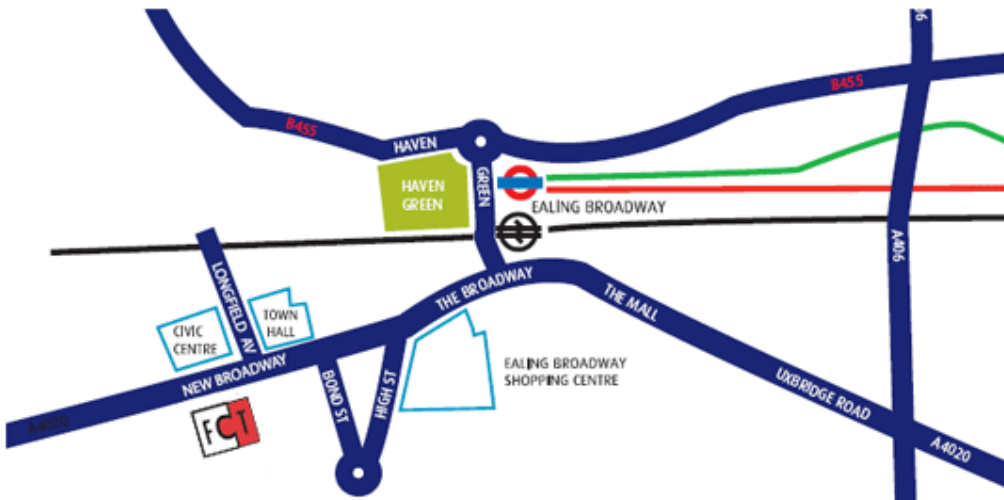 06
B455
B455
HAVEN
GREEN
HAVEN
GREEN
EALING BROADWAY
A406
LONGFIELD AV
THE BROADWAY
THE MALL
CIVIC
CENTRE
TOWN
HALL
NEW BROADWAY
EALING BROADWAY
SHOPPING CENTRE
BOND ST
HIGH ST
UXBRIDGE ROAD
FCT
A4020
A4020